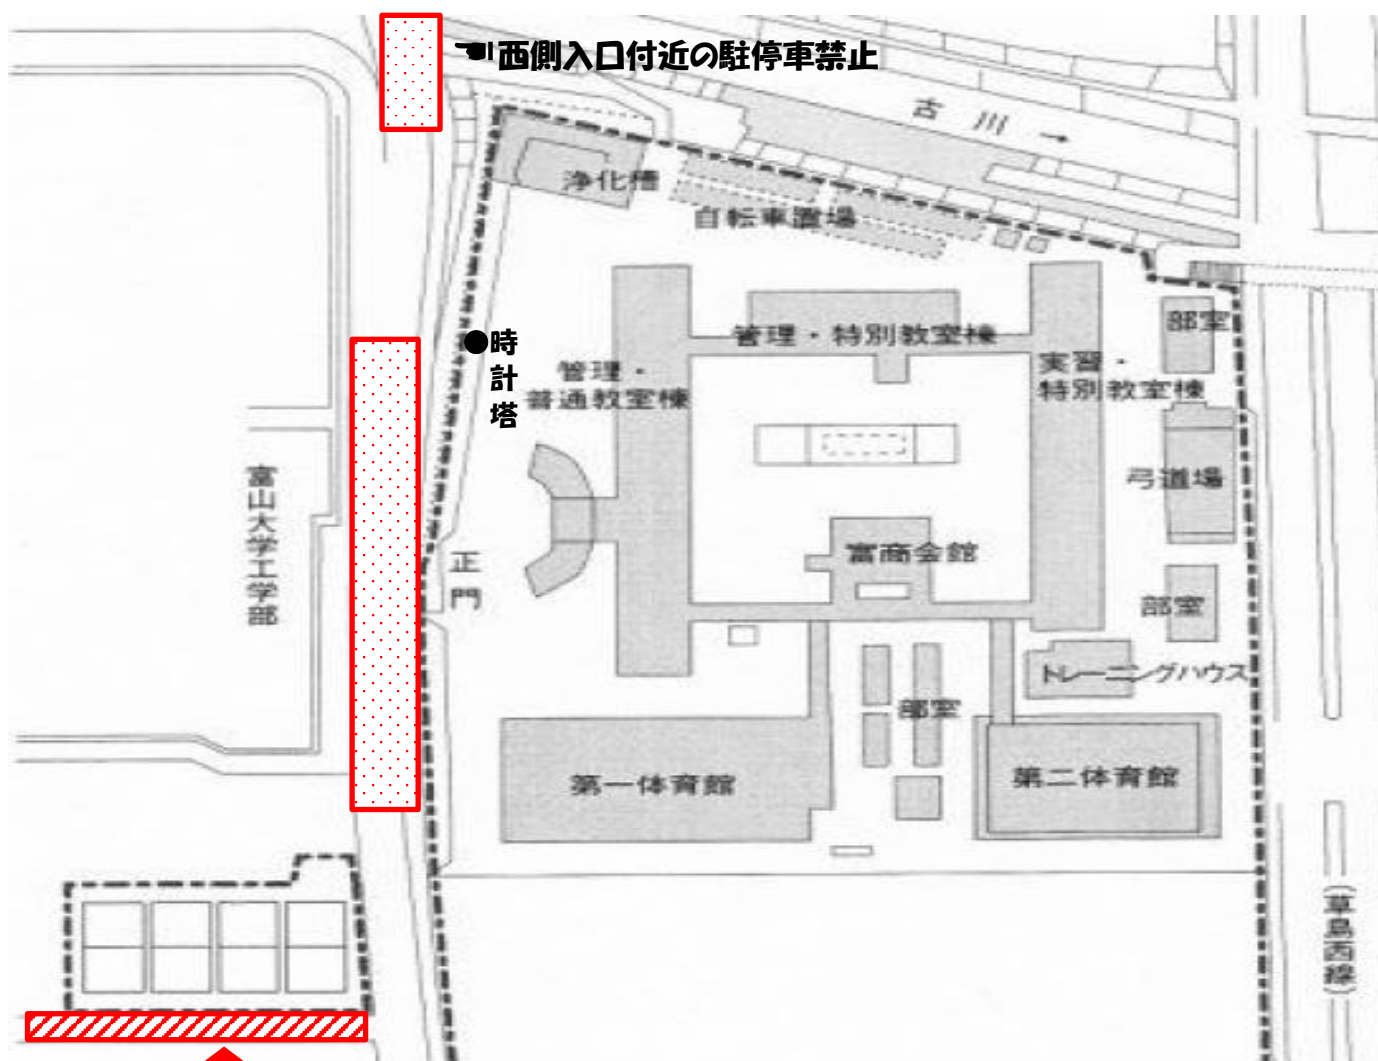 西側入口付近の駐停車禁止
古川→
浄化槽
自転車置場
部室
●時計塔
管理・特別教室棟
管理・
普通教室棟
実習・
特別教室棟
弓道場
富山大学工学部
正門
富商会館
部室
トレーニングハウス
部室
第一体育館
第二体育館
(草島西線)